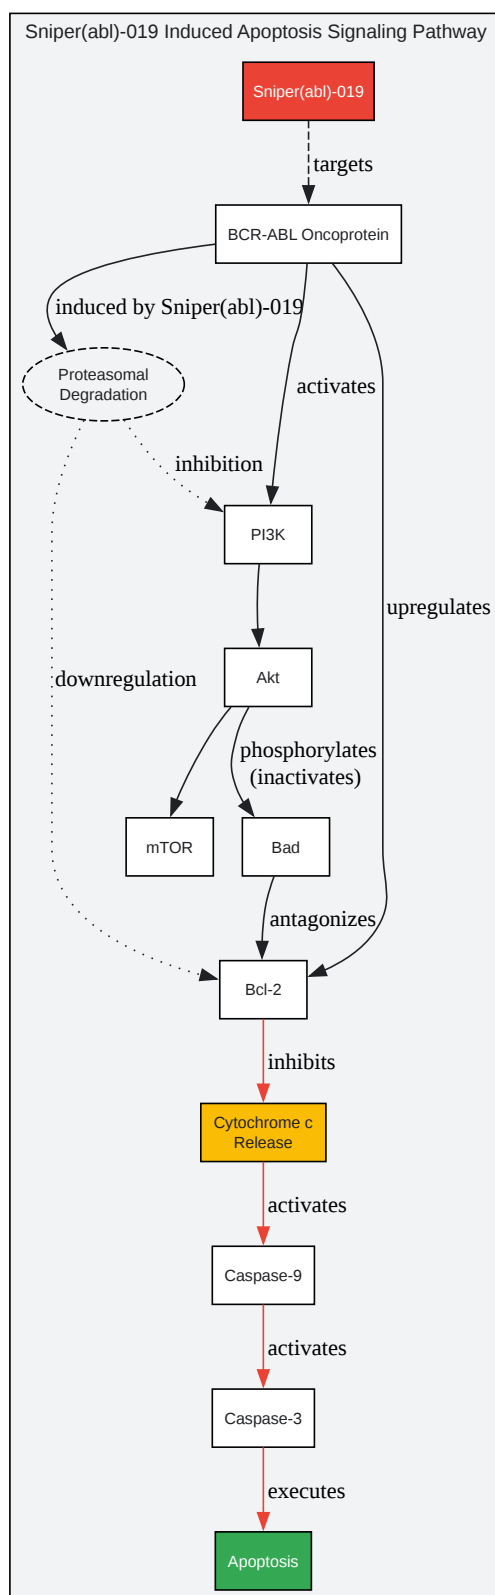 Sniper(abl)-019 Induced Apoptosis Signaling Pathway
Sniper(abl)-019
targets
BCR-ABL Oncoprotein
induced by Sniper(abl)-019
Proteasomal
Degradation
activates
inhibition
PI3K
upregulates
downregulation
Akt
phosphorylates
(inactivates)
mTOR
Bad
antagonizes
Bcl-2
inhibits
Cytochrome c
Release
activates
Caspase-9
activates
Caspase-3
executes
Apoptosis